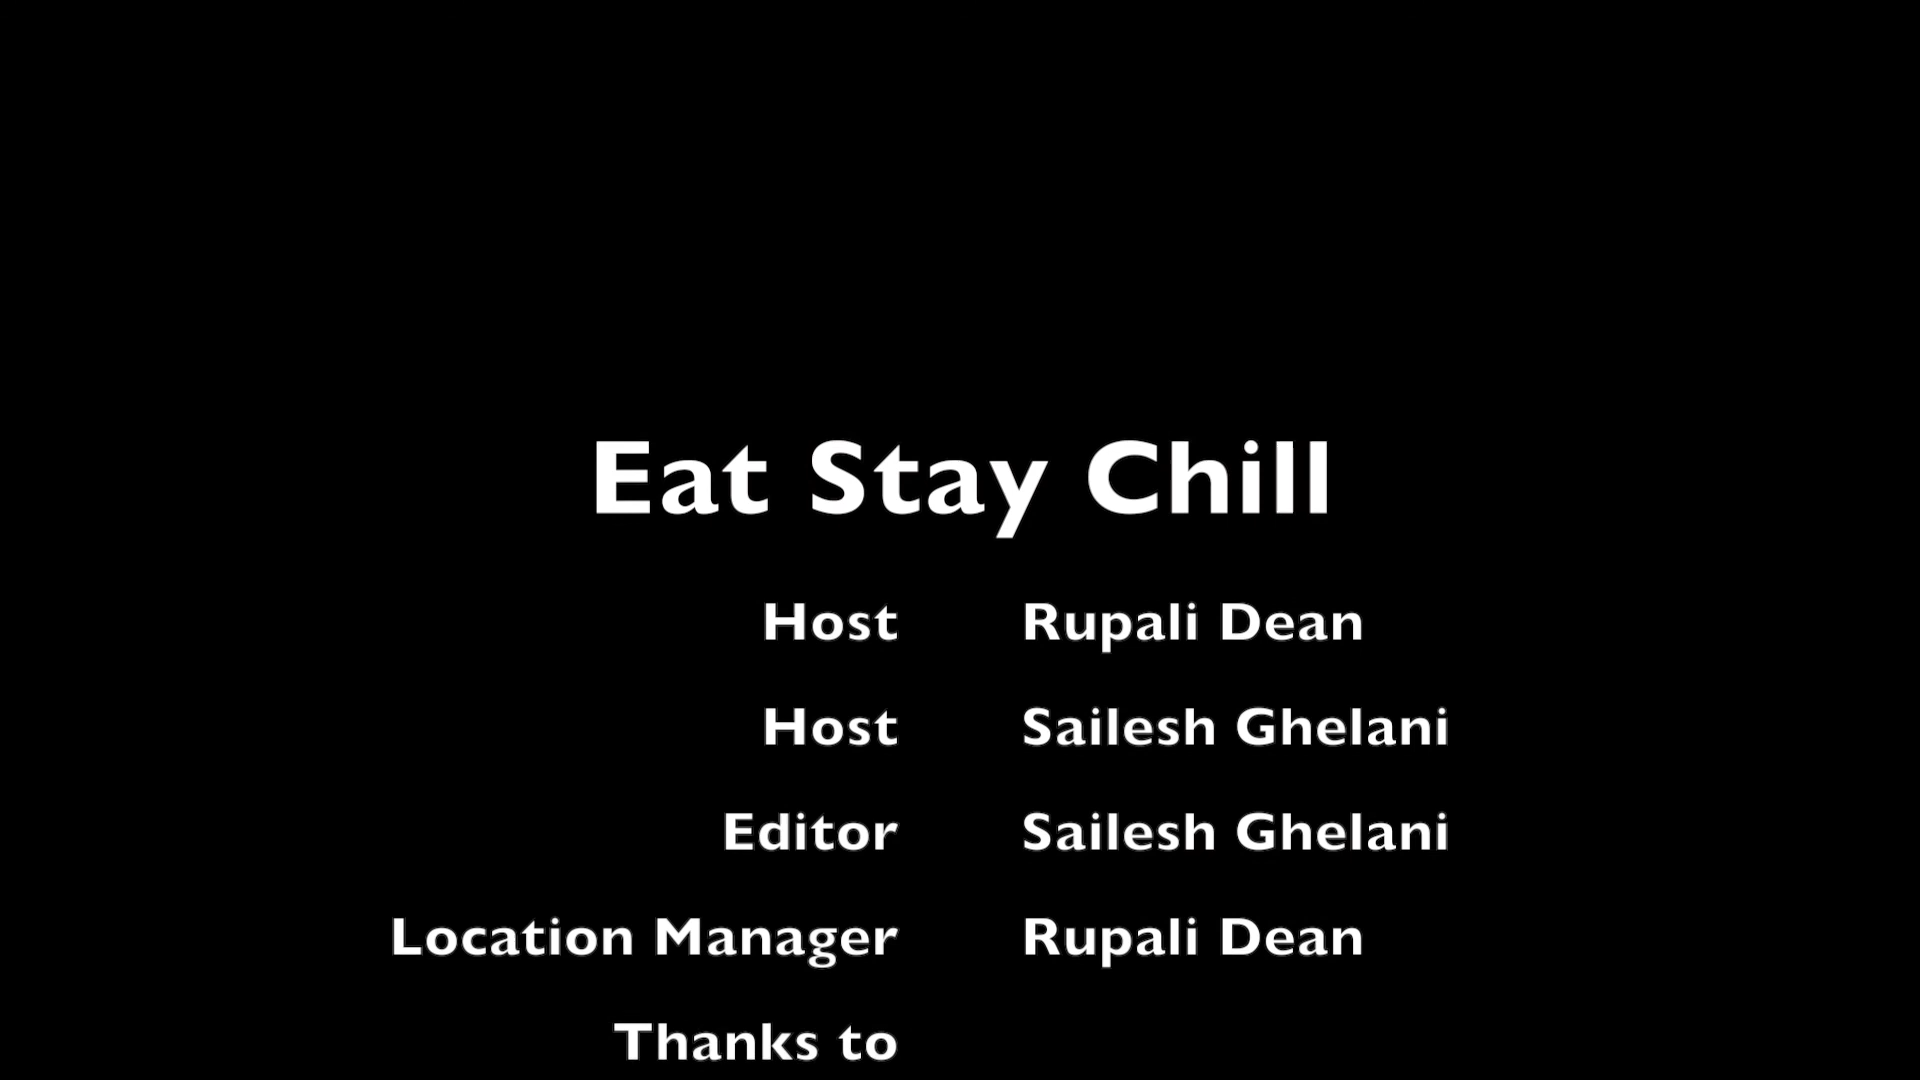 Eat Stay Chill
Host Rupali Dean
Host Sailesh Ghelani
Editor Sailesh Ghelani
Location Manager Rupali Dean
Thanks to